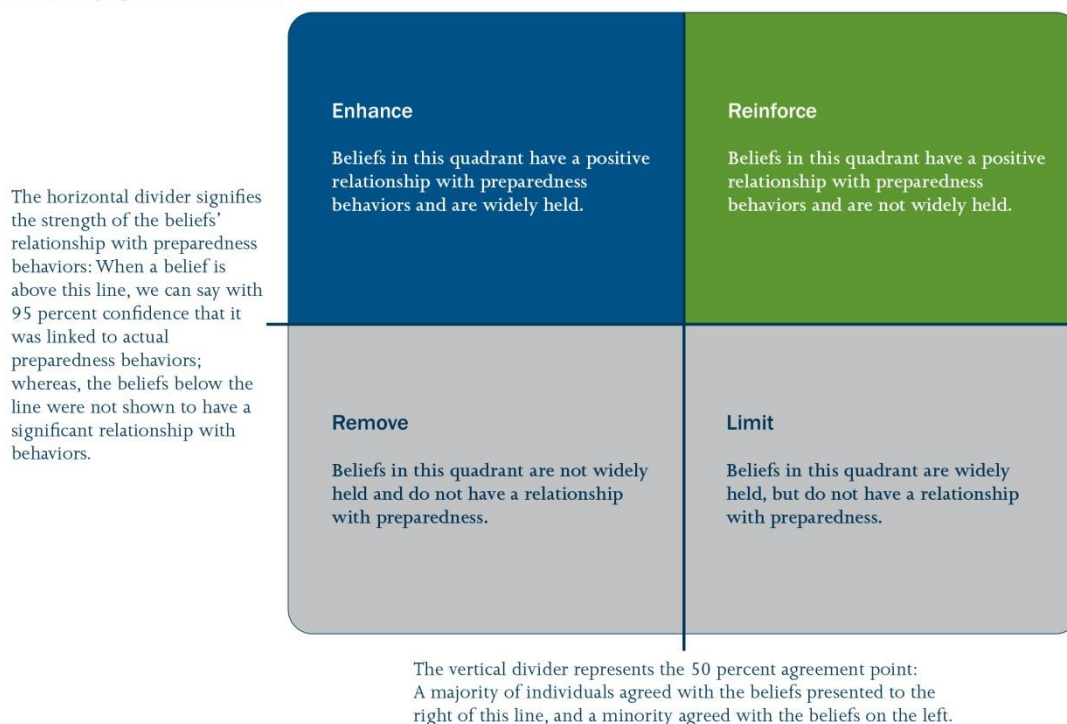 The horizontal divider signifies
the strength of the beliefs’
relationship with preparedness
behaviors: When a belief is
above this line, we can say with
95 percent confidence that it
was linked to actual
preparedness behaviors;
whereas, the beliefs below the
line were not shown to have a
significant relationship with
behaviors.
Enhance
Beliefs in this quadrant have a positive
relationship with preparedness
behaviors and are widely held.
Reinforce
Beliefs in this quadrant have a positive
relationship with preparedness
behaviors and are not widely held.
Remove
Beliefs in this quadrant are not widely
held and do not have a relationship
with preparedness.
Limit
Beliefs in this quadrant are widely
held, but do not have a relationship
with preparedness.
The vertical divider represents the 50 percent agreement point:
A majority of individuals agreed with the beliefs presented to the
right of this line, and a minority agreed with the beliefs on the left.